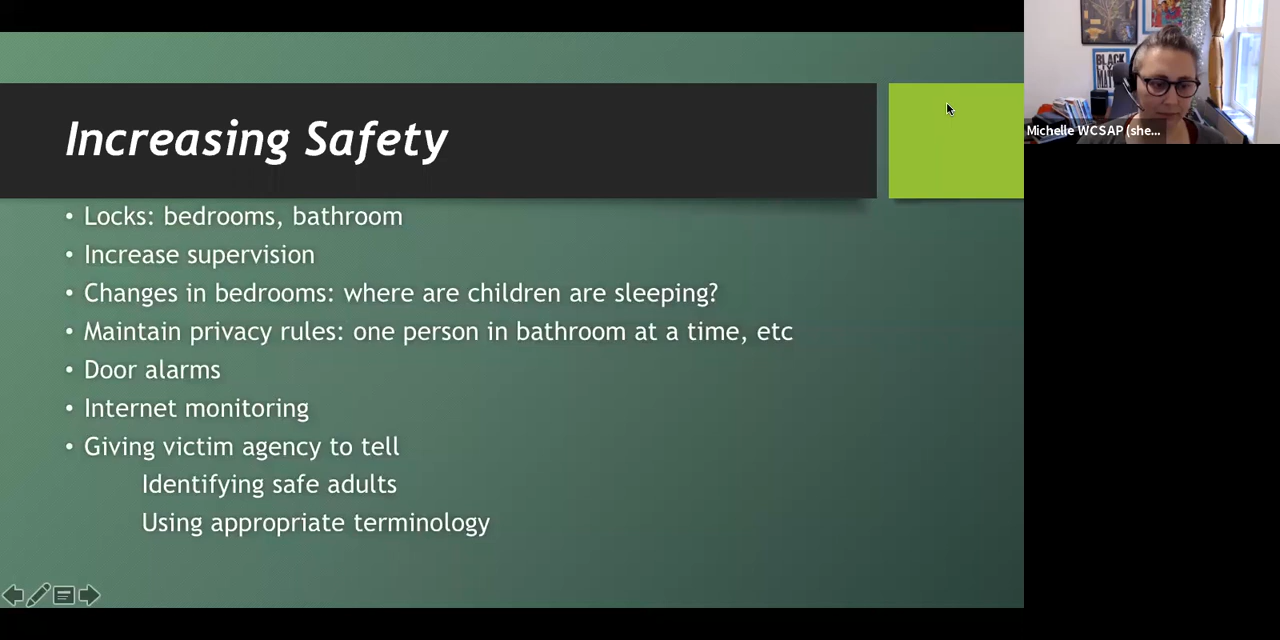 Increasing Safety
• Locks: bedrooms, bathroom
• Increase supervision
• Changes in bedrooms: where are children are sleeping?
• Maintain privacy rules: one person in bathroom at a time, etc
• Door alarms
• Internet monitoring
• Giving victim agency to tell
Identifying safe adults
Using appropriate terminology
BLACK
Michelle WCSAP (she...